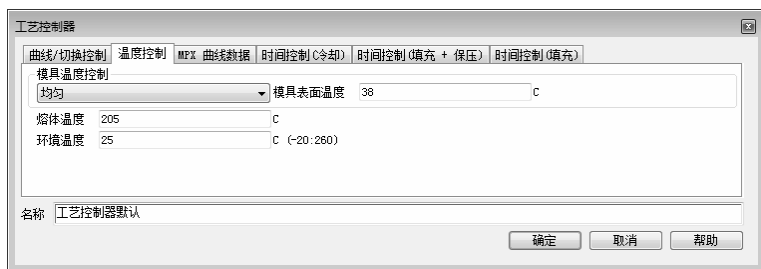 工艺控制器
曲线/切换控制 温度控制 MPX 曲线数据 时间控制(冷却) 时间控制(填充 + 保压) 时间控制(填充)
模具温度控制
均匀 模具表面温度 38 C
熔体温度 205 C
环境温度 25 C (-20:260)
名称 工艺控制器默认
确定 取消 帮助